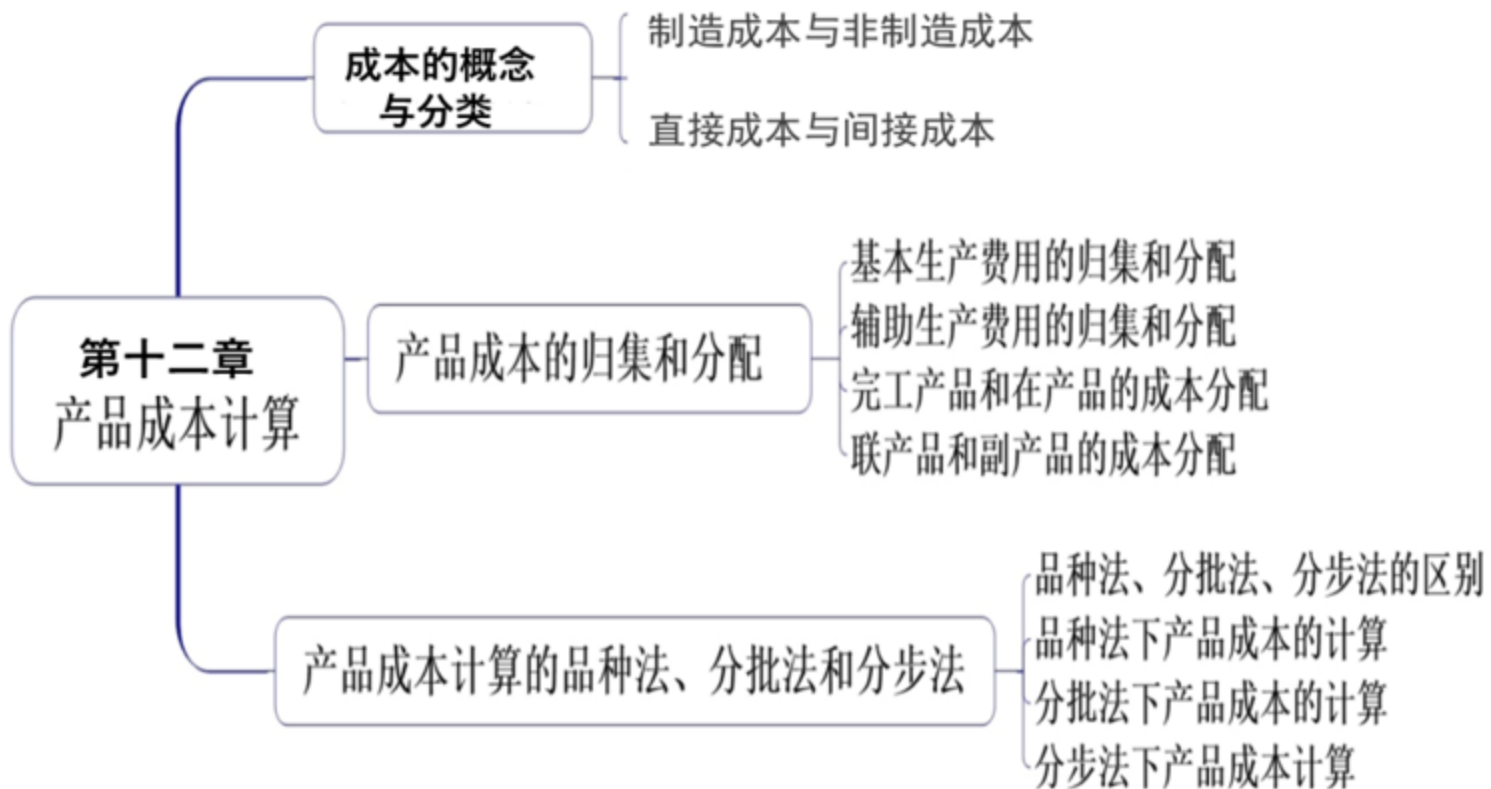 成本的概念
与分类
制造成本与非制造成本
直接成本与间接成本
第十二章
产品成本计算
产品成本的归集和分配
基本生产费用的归集和分配
辅助生产费用的归集和分配
完工产品和在产品的成本分配
联产品和副产品的成本分配
产品成本计算的品种法、分批法和分步法
品种法、分批法、分步法的区别
品种法下产品成本的计算
分批法下产品成本的计算
分步法下产品成本计算